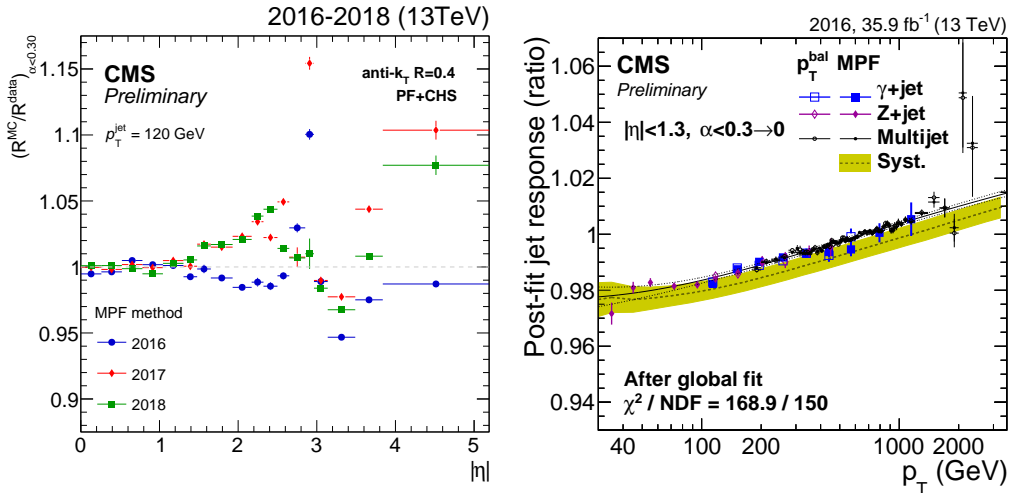 2016-2018 (13TeV)
(R^MC/R^data)_α<0.30
1.15
1.1
1.05
1
0.95
0.9
CMS
Preliminary
p_T^jet = 120 GeV
anti-k_T R=0.4
PF+CHS
MPF method
2016
2017
2018
0 1 2 3 4 5
|η|
2016, 35.9 fb^-1 (13 TeV)
Post-fit jet response (ratio)
1.06
1.04
1.02
1
0.98
0.96
0.94
CMS
Preliminary
|η|<1.3, α<0.3→0
p_T^bal MPF
γ+jet
Z+jet
Multijet
Syst.
After global fit
χ² / NDF = 168.9 / 150
40 100 200 1000 2000
p_T (GeV)